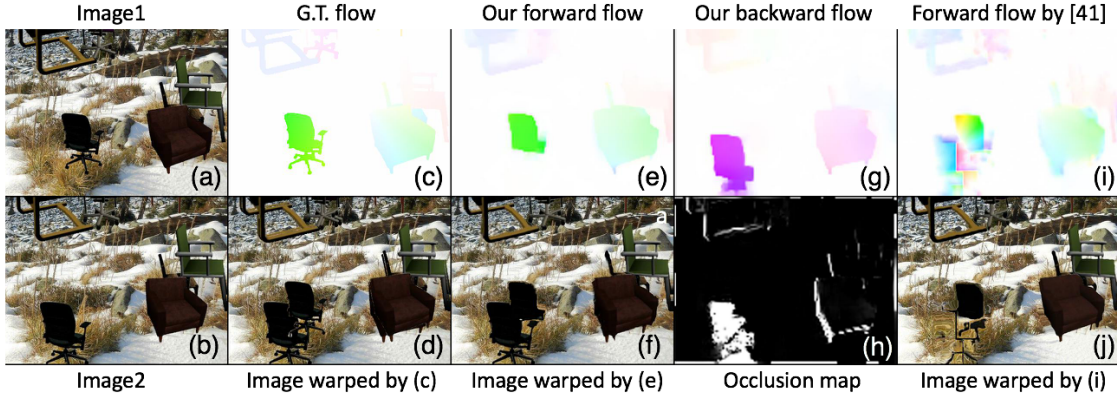 Image1 G.T. flow Our forward flow Our backward flow Forward flow by [41]
(a) (c) (e) (g) (i)
a
(b) (d) (f) (h) (j)
Image2 Image warped by (c) Image warped by (e) Occlusion map Image warped by (i)